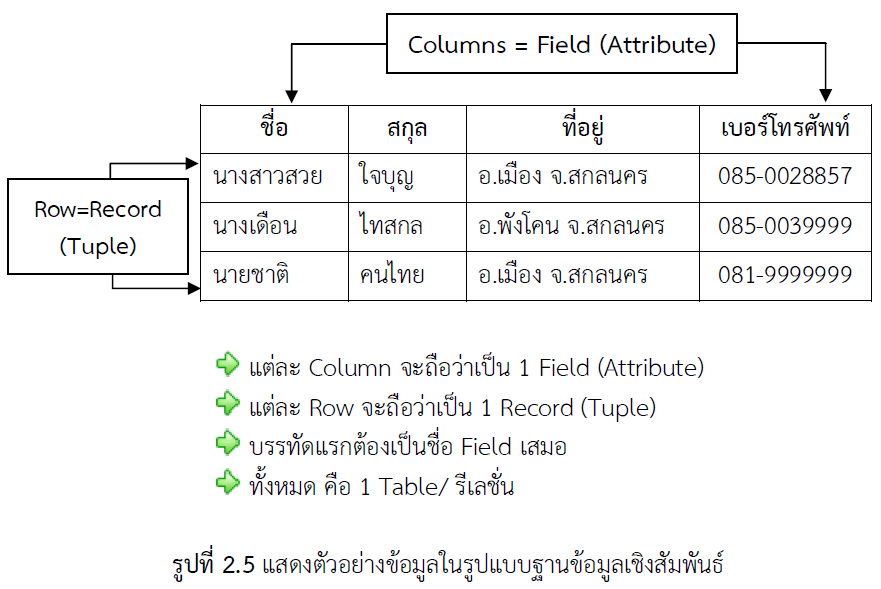 Columns = Field (Attribute)
ชื่อ สกุล ที่อยู่ เบอร์โทรศัพท์
นางสาวสวย ใจบุญ อ.เมือง จ.สกลนคร 085-0028857
Row=Record
(Tuple)
นางเดือน ไทสกล อ.พังโคน จ.สกลนคร 085-0039999
นายชาติ คนไทย อ.เมือง จ.สกลนคร 081-9999999
แต่ละ Column จะถือว่าเป็น 1 Field (Attribute)
แต่ละ Row จะถือว่าเป็น 1 Record (Tuple)
บรรทัดแรกต้องเป็นชื่อ Field เสมอ
ทั้งหมด คือ 1 Table/ รีเลชั่น
รูปที่ 2.5 แสดงตัวอย่างข้อมูลในรูปแบบฐานข้อมูลเชิงสัมพันธ์